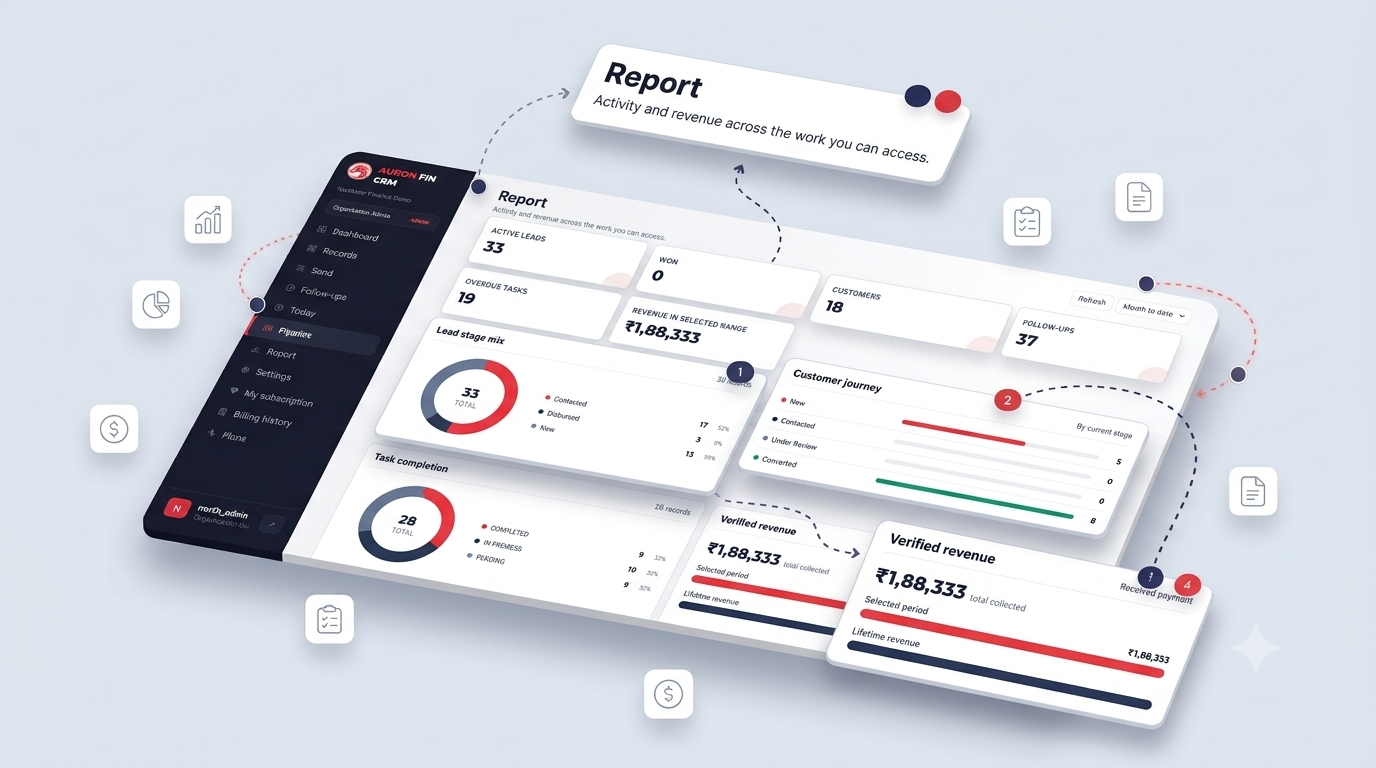 Report
Activity and revenue across the work you can access.
AURON FIN
CRM
Organisation Admin
Dashboard
Records
Send
Follow-ups
Today
Report
Settings
My subscription
Billing history
Plans
N
north_admin
Report
Activity and revenue across the work you can access.
Refresh
Month to date
ACTIVE LEADS
33
WON
0
CUSTOMERS
18
FOLLOW-UPS
37
OVERDUE TASKS
19
REVENUE IN SELECTED RANGE
₹1,88,333
1
Lead stage mix
33
TOTAL
Contacted
17 52%
Disbursed
3 0%
New
13
2
Customer journey
By current stage
New
5
Contacted
0
Under Review
0
Converted
8
Task completion
28 records
28
TOTAL
COMPLETED
9
IN PREMESS
10
PENDING
9
Verified revenue
₹1,88,333 total collected
Selected period
Lifetime revenue
Verified revenue
Received paymant
₹1,88,333 total collected
Selected period
₹1,88,353
Lifetime revenue